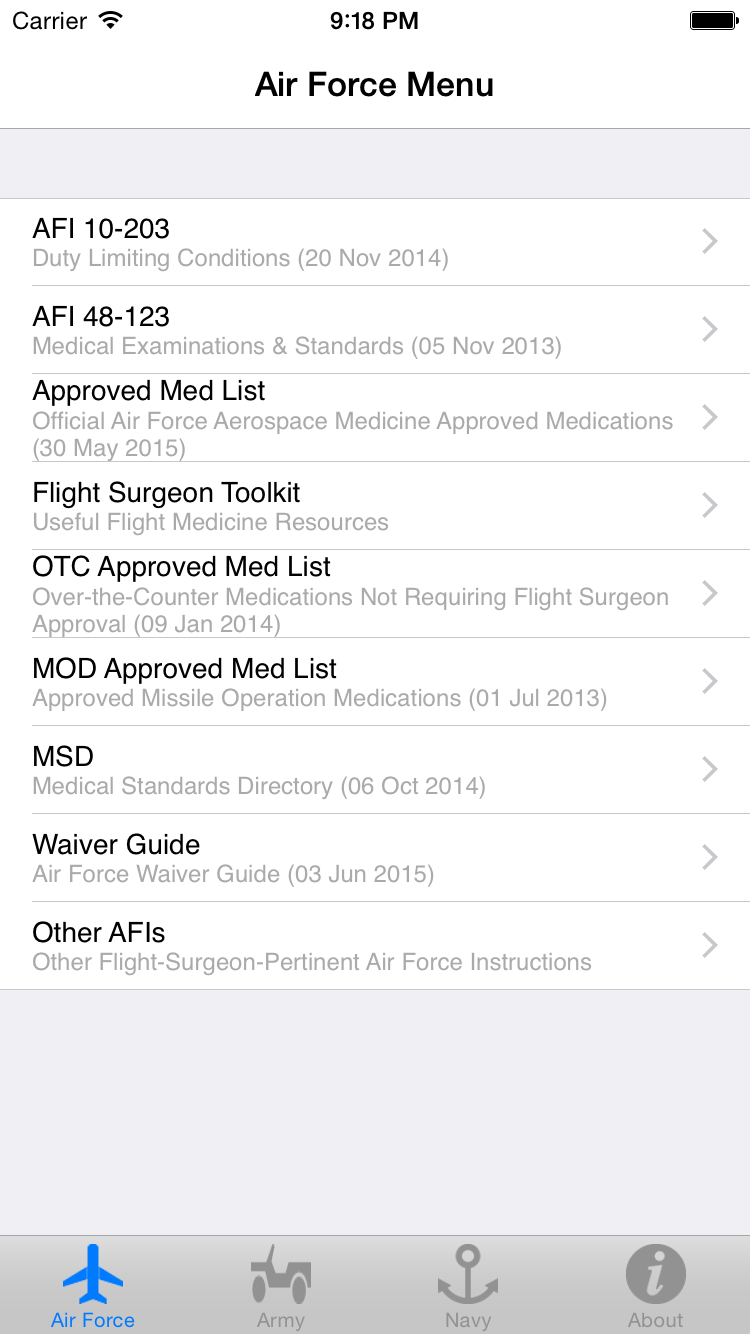 Carrier 9:18 PM
Air Force Menu
AFI 10-203
Duty Limiting Conditions (20 Nov 2014)
AFI 48-123
Medical Examinations & Standards (05 Nov 2013)
Approved Med List
Official Air Force Aerospace Medicine Approved Medications
(30 May 2015)
Flight Surgeon Toolkit
Useful Flight Medicine Resources
OTC Approved Med List
Over-the-Counter Medications Not Requiring Flight Surgeon
Approval (09 Jan 2014)
MOD Approved Med List
Approved Missile Operation Medications (01 Jul 2013)
MSD
Medical Standards Directory (06 Oct 2014)
Waiver Guide
Air Force Waiver Guide (03 Jun 2015)
Other AFIs
Other Flight-Surgeon-Pertinent Air Force Instructions
Air Force Army Navy About